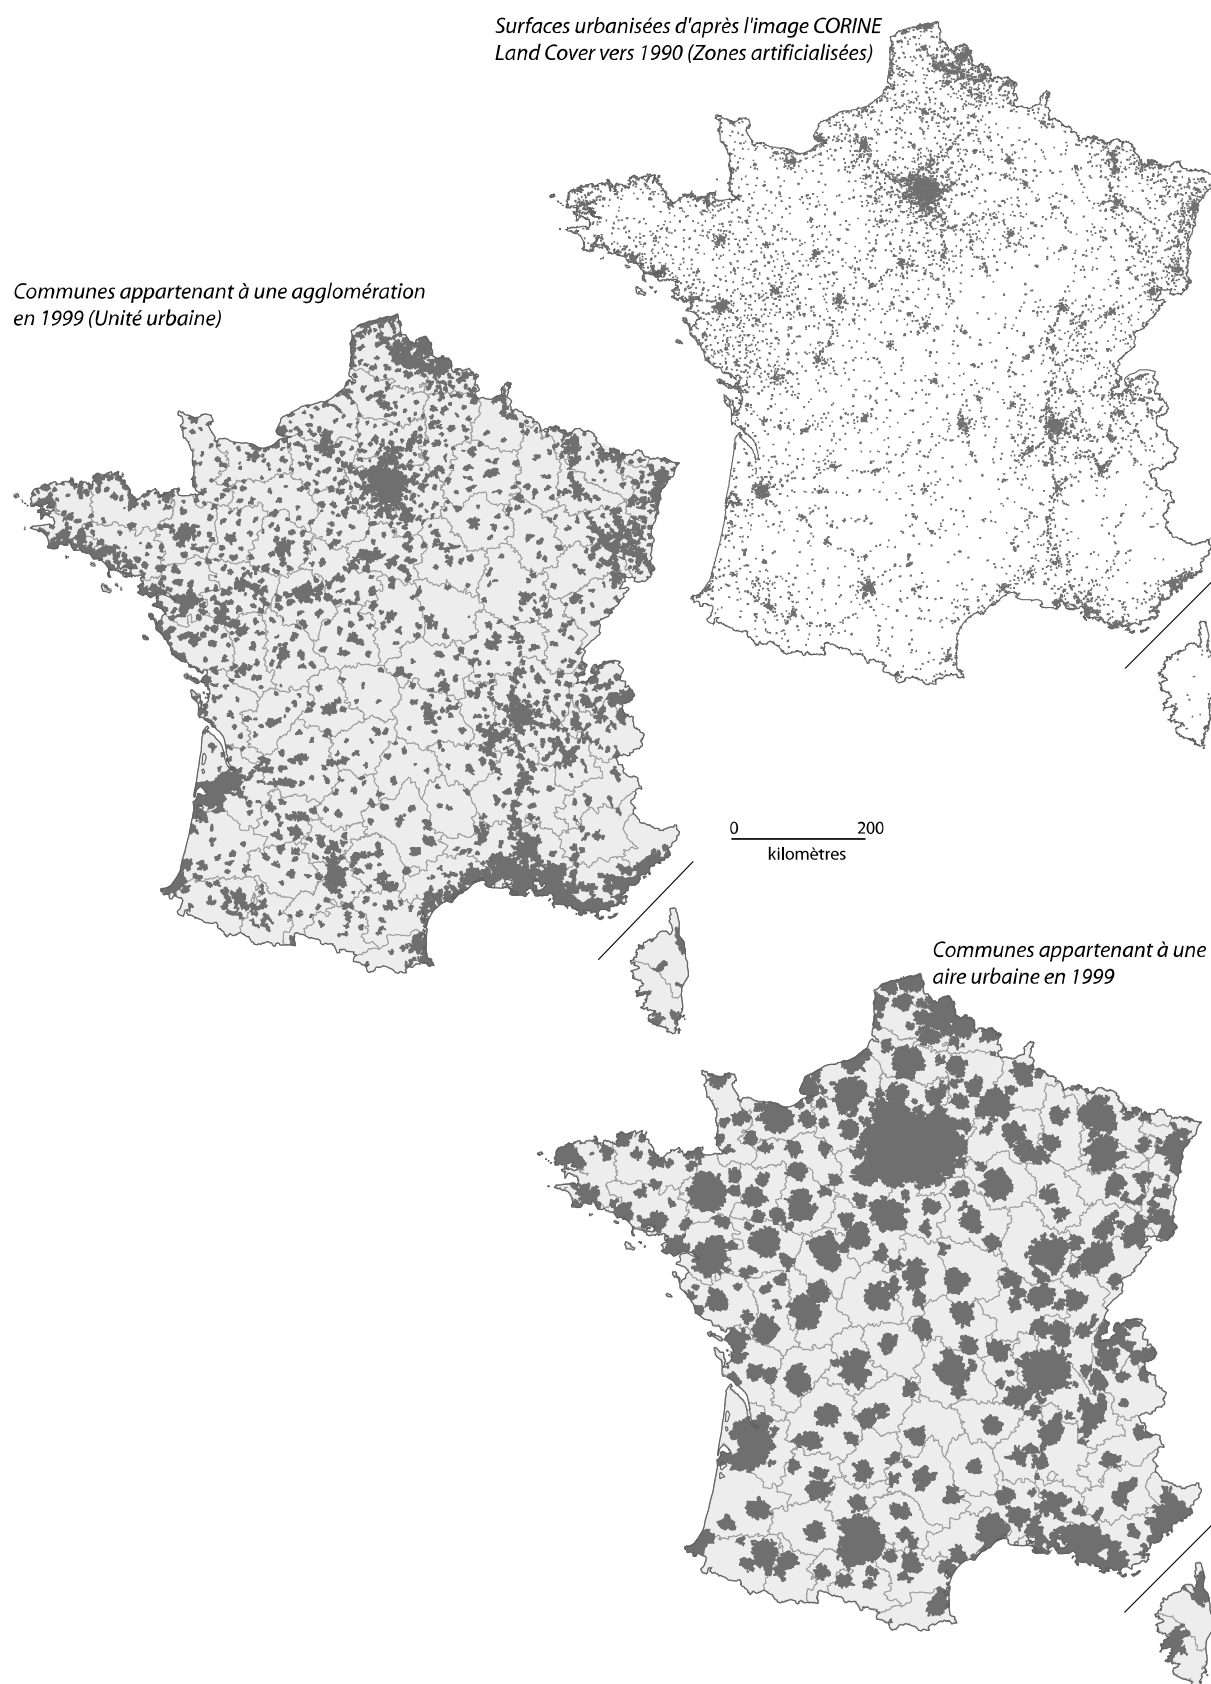 Surfaces urbanisées d'après l'image CORINE
Land Cover vers 1990 (Zones artificialisées)
Communes appartenant à une agglomération
en 1999 (Unité urbaine)
0 200
kilomètres
Communes appartenant à une
aire urbaine en 1999